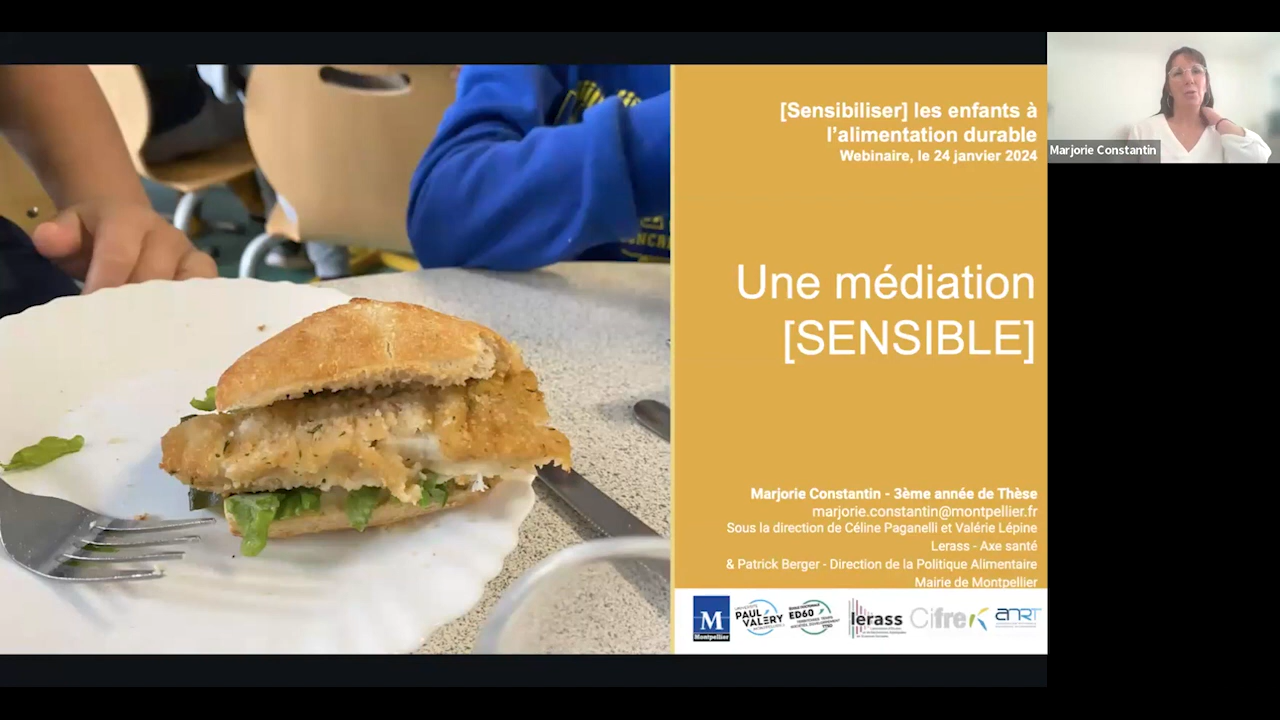 [Sensibiliser] les enfants à
l'alimentation durable
Webinaire, le 24 janvier 2024
Marjorie Constantin
Une médiation
[SENSIBLE]
Marjorie Constantin - 3ème année de Thèse
marjorie.constantin@montpellier.fr
Sous la direction de Céline Paganelli et Valérie Lépine
Lerass - Axe santé
& Patrick Berger - Direction de la Politique Alimentaire
Mairie de Montpellier
M
Montpellier
PAUL
VALÉRY
ED60
lerass
Cifre
ANRT